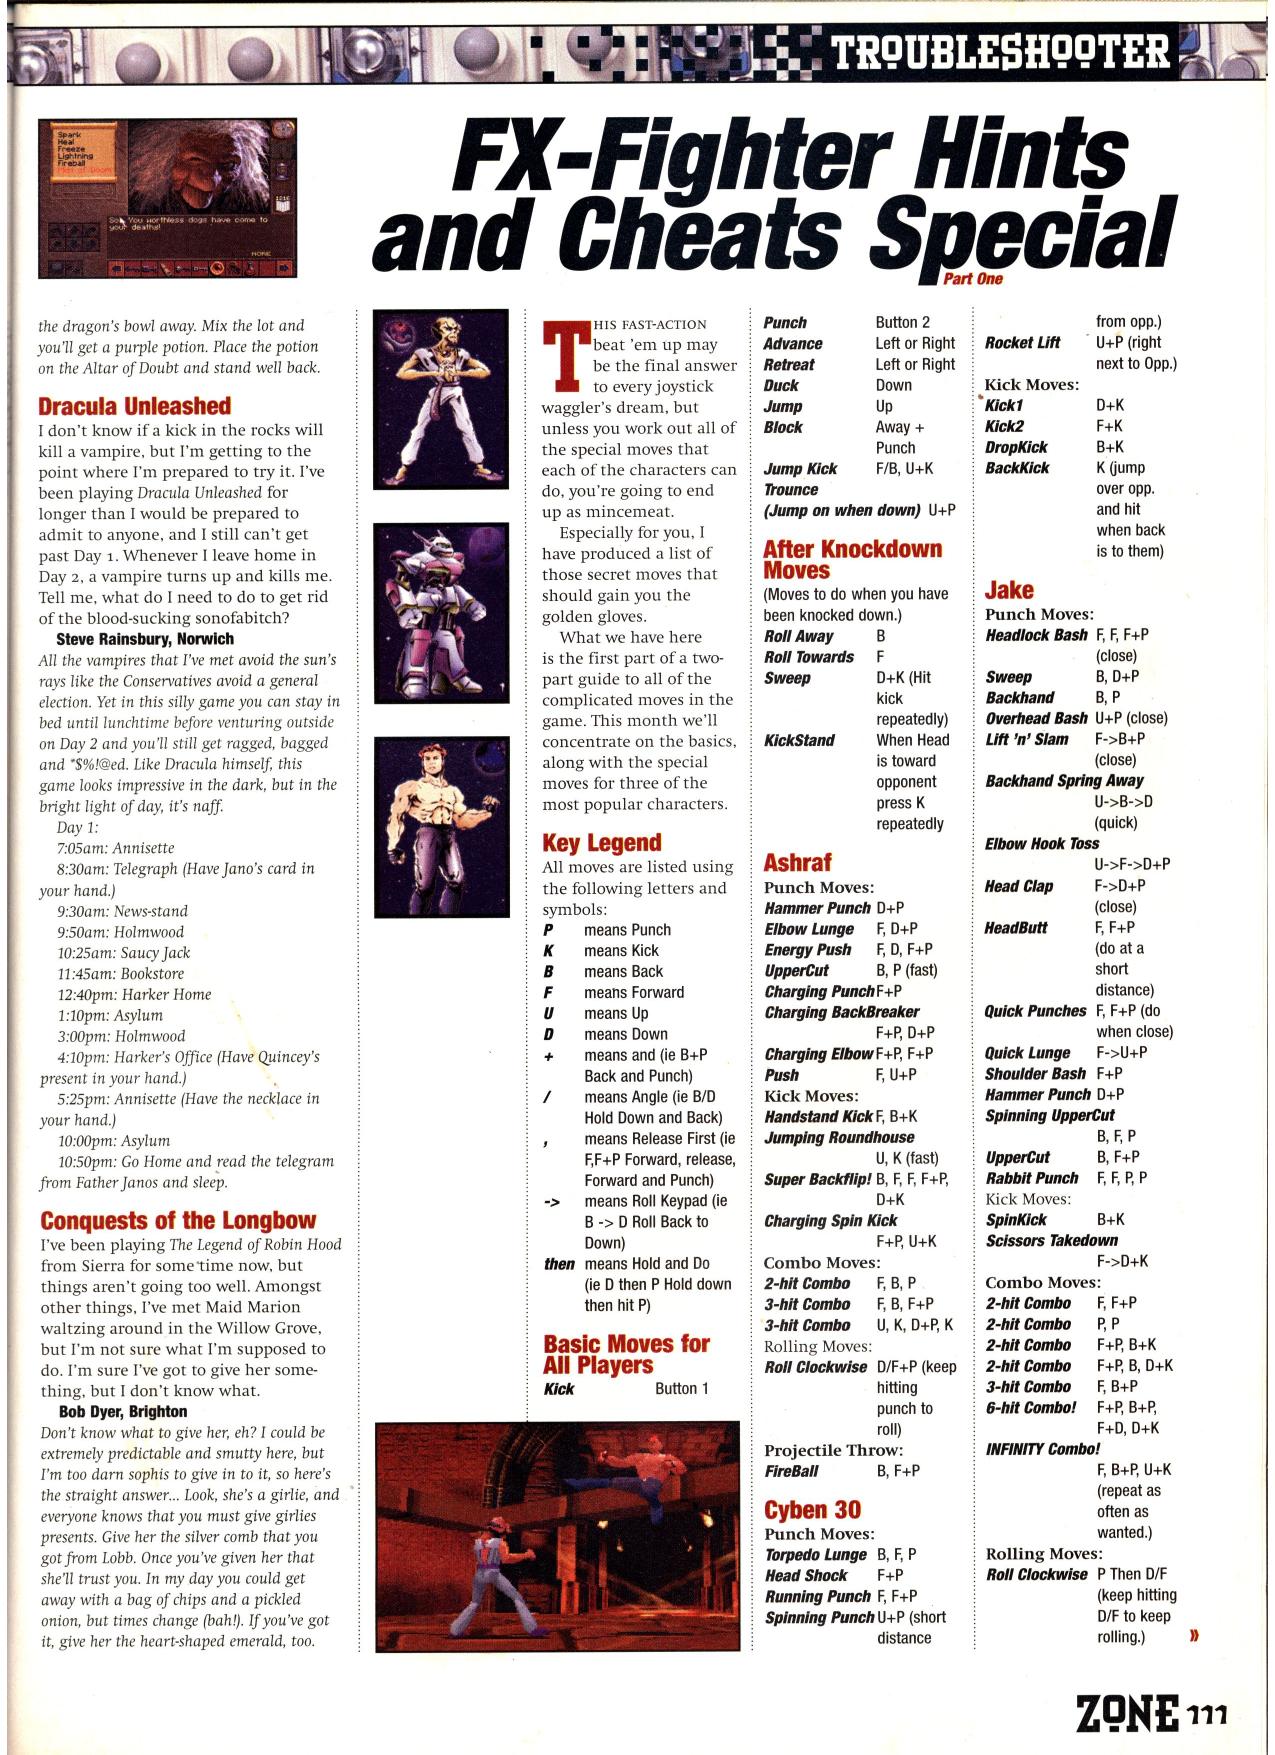 TROUBLESHOOTER
Spark
Heal
Freeze
Lightning
Fireball
So, You worthless dogs have come to
your deaths!
NONE
FX-Fighter Hints
and Cheats Special
Part One
the dragon's bowl away. Mix the lot and
you'll get a purple potion. Place the potion
on the Altar of Doubt and stand well back.
Dracula Unleashed
I don't know if a kick in the rocks will
kill a vampire, but I'm getting to the
point where I'm prepared to try it. I've
been playing Dracula Unleashed for
longer than I would be prepared to
admit to anyone, and I still can't get
past Day 1. Whenever I leave home in
Day 2, a vampire turns up and kills me.
Tell me, what do I need to do to get rid
of the blood-sucking sonofabitch?
Steve Rainsbury, Norwich
All the vampires that I've met avoid the sun's
rays like the Conservatives avoid a general
election. Yet in this silly game you can stay in
bed until lunchtime before venturing outside
on Day 2 and you'll still get ragged, bagged
and *$%!@ed. Like Dracula himself, this
game looks impressive in the dark, but in the
bright light of day, it's naff.
Day 1:
7:05am: Annisette
8:30am: Telegraph (Have Jano's card in
your hand.)
9:30am: News-stand
9:50am: Holmwood
10:25am: Saucy Jack
11:45am: Bookstore
12:40pm: Harker Home
1:10pm: Asylum
3:00pm: Holmwood
4:10pm: Harker's Office (Have Quincey's
present in your hand.)
5:25pm: Annisette (Have the necklace in
your hand.)
10:00pm: Asylum
10:50pm: Go Home and read the telegram
from Father Janos and sleep.
Conquests of the Longbow
I've been playing The Legend of Robin Hood
from Sierra for some time now, but
things aren't going too well. Amongst
other things, I've met Maid Marion
waltzing around in the Willow Grove,
but I'm not sure what I'm supposed to
do. I'm sure I've got to give her some-
thing, but I don't know what.
Bob Dyer, Brighton
Don't know what to give her, eh? I could be
extremely predictable and smutty here, but
I'm too darn sophis to give in to it, so here's
the straight answer... Look, she's a girlie, and
everyone knows that you must give girlies
presents. Give her the silver comb that you
got from Lobb. Once you've given her that
she'll trust you. In my day you could get
away with a bag of chips and a pickled
onion, but times change (bah!). If you've got
it, give her the heart-shaped emerald, too.
THIS FAST-ACTION
beat 'em up may
be the final answer
to every joystick
waggler's dream, but
unless you work out all of
the special moves that
each of the characters can
do, you're going to end
up as mincemeat.
Especially for you, I
have produced a list of
those secret moves that
should gain you the
golden gloves.
What we have here
is the first part of a two-
part guide to all of the
complicated moves in the
game. This month we'll
concentrate on the basics,
along with the special
moves for three of the
most popular characters.
Key Legend
All moves are listed using
the following letters and
symbols:
P means Punch
K means Kick
B means Back
F means Forward
U means Up
D means Down
+ means and (ie B+P
Back and Punch)
/ means Angle (ie B/D
Hold Down and Back)
, means Release First (ie
F,F+P Forward, release,
Forward and Punch)
-> means Roll Keypad (ie
B -> D Roll Back to
Down)
then means Hold and Do
(ie D then P Hold down
then hit P)
Basic Moves for
All Players
Kick Button 1
Punch Button 2
Advance Left or Right
Retreat Left or Right
Duck Down
Jump Up
Block Away +
Punch
Jump Kick F/B, U+K
Trounce
(Jump on when down) U+P
After Knockdown
Moves
(Moves to do when you have
been knocked down.)
Roll Away B
Roll Towards F
Sweep D+K (Hit
kick
repeatedly)
KickStand When Head
is toward
opponent
press K
repeatedly
Ashraf
Punch Moves:
Hammer Punch D+P
Elbow Lunge F, D+P
Energy Push F, D, F+P
UpperCut B, P (fast)
Charging Punch F+P
Charging BackBreaker
F+P, D+P
Charging Elbow F+P, F+P
Push F, U+P
Kick Moves:
Handstand Kick F, B+K
Jumping Roundhouse
U, K (fast)
Super Backflip! B, F, F, F+P,
D+K
Charging Spin Kick
F+P, U+K
Combo Moves:
2-hit Combo F, B, P
3-hit Combo F, B, F+P
3-hit Combo U, K, D+P, K
Rolling Moves:
Roll Clockwise D/F+P (keep
hitting
punch to
roll)
Projectile Throw:
FireBall B, F+P
Cyben 30
Punch Moves:
Torpedo Lunge B, F, P
Head Shock F+P
Running Punch F, F+P
Spinning Punch U+P (short
distance
from opp.)
Rocket Lift U+P (right
next to Opp.)
Kick Moves:
Kick1 D+K
Kick2 F+K
DropKick B+K
BackKick K (jump
over opp.
and hit
when back
is to them)
Jake
Punch Moves:
Headlock Bash F, F, F+P
(close)
Sweep B, D+P
Backhand B, P
Overhead Bash U+P (close)
Lift 'n' Slam F->B+P
(close)
Backhand Spring Away
U->B->D
(quick)
Elbow Hook Toss
U->F->D+P
Head Clap F->D+P
(close)
HeadButt F, F+P
(do at a
short
distance)
Quick Punches F, F+P (do
when close)
Quick Lunge F->U+P
Shoulder Bash F+P
Hammer Punch D+P
Spinning UpperCut
B, F, P
UpperCut B, F+P
Rabbit Punch F, F, P, P
Kick Moves:
SpinKick B+K
Scissors Takedown
F->D+K
Combo Moves:
2-hit Combo F, F+P
2-hit Combo P, P
2-hit Combo F+P, B+K
2-hit Combo F+P, B, D+K
3-hit Combo F, B+P
6-hit Combo! F+P, B+P,
F+D, D+K
INFINITY Combo!
F, B+P, U+K
(repeat as
often as
wanted.)
Rolling Moves:
Roll Clockwise P Then D/F
(keep hitting
D/F to keep
rolling.) »
ZONE 111